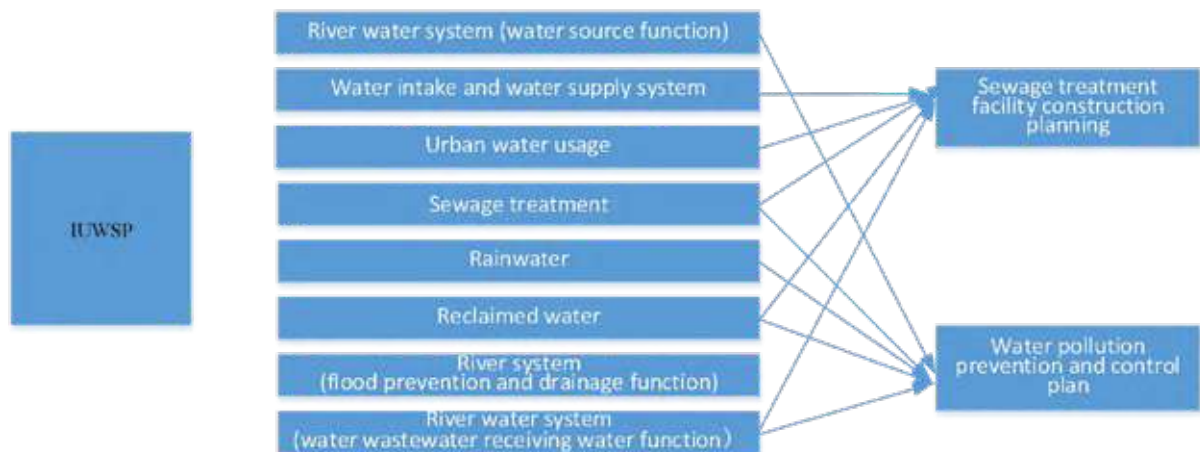 River water system (water source function)
Water intake and water supply system
Urban water usage
Sewage treatment
Rainwater
Reclaimed water
River system
(flood prevention and drainage function)
River water system
(water wastewater receiving water function）
IUWSP
Sewage treatment
facility construction
planning
Water pollution
prevention and control
plan